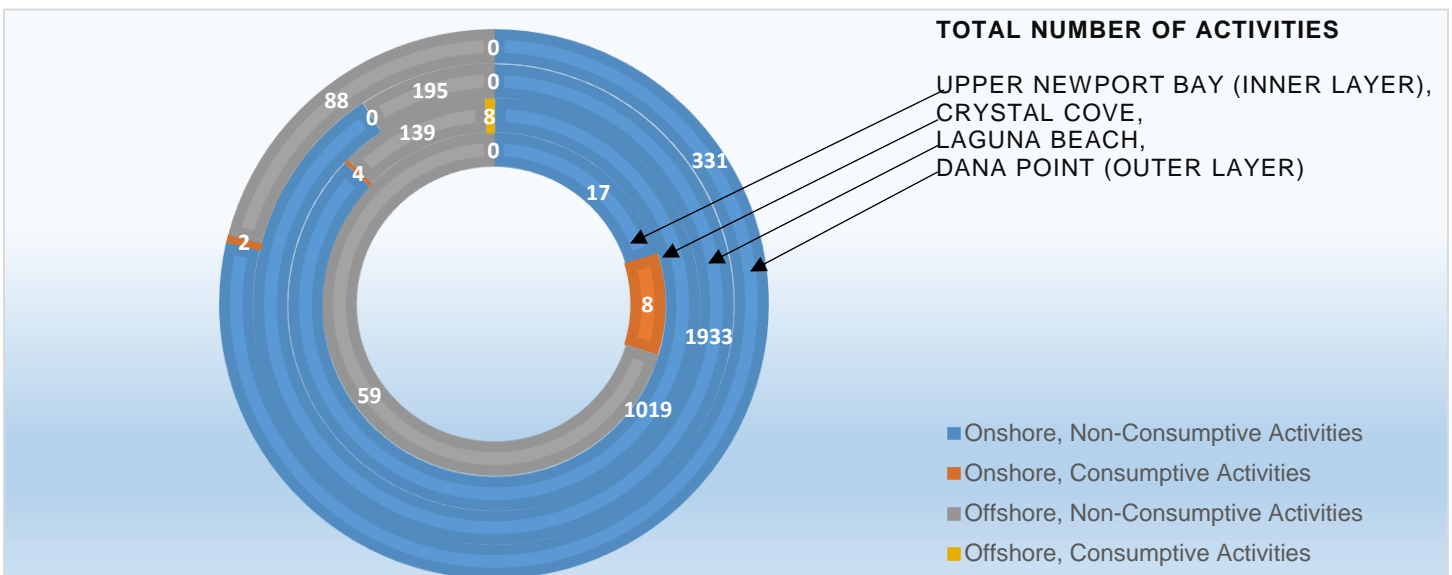 TOTAL NUMBER OF ACTIVITIES
UPPER NEWPORT BAY (INNER LAYER),
CRYSTAL COVE,
LAGUNA BEACH,
DANA POINT (OUTER LAYER)
0
88
195
0
0
139
8
0
4
331
17
2
8
1933
59
1019
Onshore, Non-Consumptive Activities
Onshore, Consumptive Activities
Offshore, Non-Consumptive Activities
Offshore, Consumptive Activities